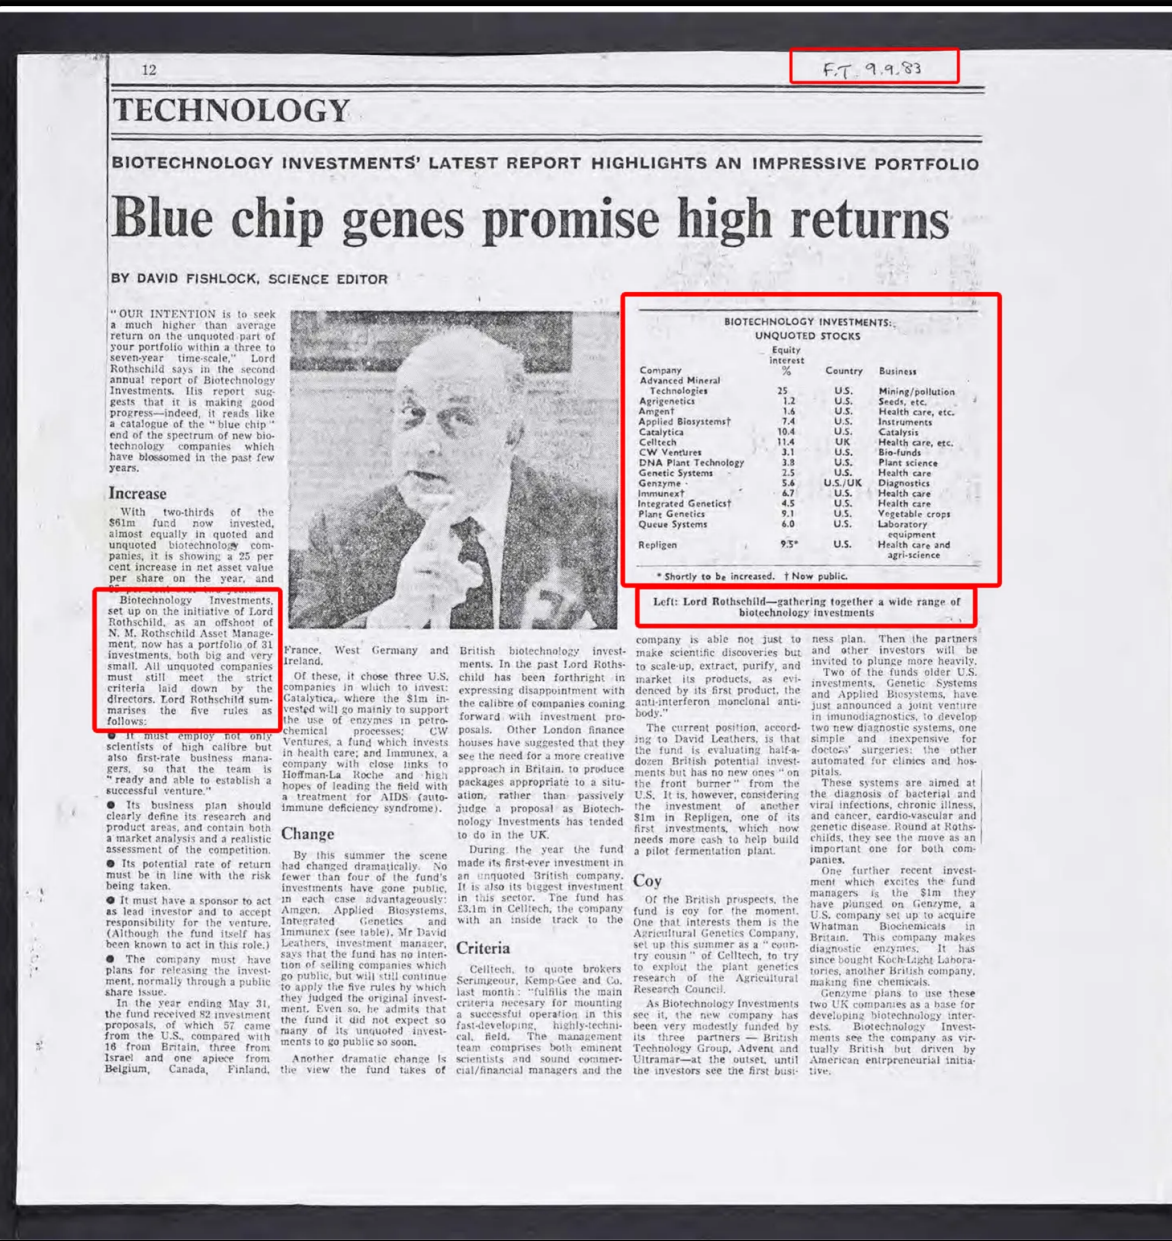 12
F.T. 9.9.83
TECHNOLOGY
BIOTECHNOLOGY INVESTMENTS' LATEST REPORT HIGHLIGHTS AN IMPRESSIVE PORTFOLIO
Blue chip genes promise high returns
BY DAVID FISHLOCK, SCIENCE EDITOR
"OUR INTENTION is to seek
a much higher than average
return on the unquoted part of
your portfolio within a three to
seven-year time-scale," Lord
Rothschild says in the second
annual report of Biotechnology
Investments. His report sug-
gests that it is making good
progress—indeed, it reads like
a catalogue of the "blue chip"
end of the spectrum of new bio-
technology companies which
have blossomed in the past few
years.
Increase
With two-thirds of the
$61m fund now invested,
almost equally in quoted and
unquoted biotechnology com-
panies, it is showing a 25 per
cent increase in net asset value
per share on the year, and
Biotechnology Investments,
set up on the initiative of Lord
Rothschild, as an offshoot of
N. M. Rothschild Asset Manage-
ment, now has a portfolio of 31
investments, both big and very
small. All unquoted companies
must still meet the strict
criteria laid down by the
directors. Lord Rothschild sum-
marises the five rules as
follows:
● It must employ not only
scientists of high calibre but
also first-rate business mana-
gers, so that the team is
"ready and able to establish a
successful venture."
● Its business plan should
clearly define its research and
product areas, and contain both
a market analysis and a realistic
assessment of the competition.
● Its potential rate of return
must be in line with the risk
being taken.
● It must have a sponsor to act
as lead investor and to accept
responsibility for the venture.
(Although the fund itself has
been known to act in this role.)
● The company must have
plans for releasing the invest-
ment, normally through a public
share issue.
In the year ending May 31,
the fund received 82 investment
proposals, of which 57 came
from the U.S., compared with
16 from Britain, three from
Israel and one apiece from
Belgium, Canada, Finland,
France, West Germany and
Ireland.
Of these, it chose three U.S.
companies in which to invest:
Catalytica, where the $1m in-
vested will go mainly to support
the use of enzymes in petro-
chemical processes; CW
Ventures, a fund which invests
in health care; and Immunex, a
company with close links to
Hoffman-La Roche and high
hopes of leading the field with
a treatment for AIDS (auto-
immune deficiency syndrome).
Change
By this summer the scene
had changed dramatically. No
fewer than four of the fund's
investments have gone public,
in each case advantageously:
Amgen, Applied Biosystems,
Integrated Genetics and
Immunex (see table). Mr David
Leathers, investment manager,
says that the fund has no inten-
tion of selling companies which
go public, but will still continue
to apply the five rules by which
they judged the original invest-
ment. Even so, he admits that
the fund it did not expect so
many of its unquoted invest-
ments to go public so soon.
Another dramatic change is
the view the fund takes of
British biotechnology invest-
ments. In the past Lord Roths-
child has been forthright in
expressing disappointment with
the calibre of companies coming
forward with investment pro-
posals. Other London finance
houses have suggested that they
see the need for a more creative
approach in Britain, to produce
packages appropriate to a situ-
ation, rather than passively
judge a proposal as Biotech-
nology Investments has tended
to do in the UK.
During the year the fund
made its first-ever investment in
an unquoted British company.
It is also its biggest investment
in this sector. The fund has
£3.1m in Celltech, the company
with an inside track to the
Criteria
Celltech, to quote brokers
Scrimgeour, Kemp-Gee and Co.
last month: "fulfils the main
criteria necesary for mounting
a successful operation in this
fast-developing, highly-techni-
cal, field. The management
team comprises both eminent
scientists and sound commer-
cial/financial managers and the
BIOTECHNOLOGY INVESTMENTS:
UNQUOTED STOCKS
Company Equity interest % Country Business
Advanced Mineral
Technologies 25 U.S. Mining/pollution
Agrigenetics 1.2 U.S. Seeds, etc.
Amgen† 1.6 U.S. Health care, etc.
Applied Biosystems† 7.4 U.S. Instruments
Catalytica 10.4 U.S. Catalysis
Celltech 11.4 UK Health care, etc.
CW Ventures 3.1 U.S. Bio-funds
DNA Plant Technology 3.8 U.S. Plant science
Genetic Systems 2.5 U.S. Health care
Genzyme 5.6 U.S./UK Diagnostics
Immunex† 6.7 U.S. Health care
Integrated Genetics† 4.5 U.S. Health care
Plant Genetics 9.1 U.S. Vegetable crops
Queue Systems 6.0 U.S. Laboratory
equipment
Repligen 9.5* U.S. Health care and
agri-science
* Shortly to be increased. † Now public.
Left: Lord Rothschild—gathering together a wide range of
biotechnology investments
company is able not just to
make scientific discoveries but
to scale-up, extract, purify, and
market its products, as evi-
denced by its first product, the
anti-interferon monclonal anti-
body."
The current position, accord-
ing to David Leathers, is that
the fund is evaluating half-a-
dozen British potential invest-
ments but has no new ones "on
the front burner" from the
U.S. It is, however, considering
the investment of another
$1m in Repligen, one of its
first investments, which now
needs more cash to help build
a pilot fermentation plant.
Coy
Of the British prospects, the
fund is coy for the moment.
One that interests them is the
Agricultural Genetics Company,
set up this summer as a "coun-
try cousin" of Celltech, to try
to exploit the plant genetics
research of the Agricultural
Research Council.
As Biotechnology Investments
see it, the new company has
been very modestly funded by
its three partners — British
Technology Group, Advent and
Ultramar—at the outset, until
the investors see the first busi-
ness plan. Then the partners
and other investors will be
invited to plunge more heavily.
Two of the funds older U.S.
investments, Genetic Systems
and Applied Biosystems, have
just announced a joint venture
in imunodiagnostics, to develop
two new diagnostic systems, one
simple and inexpensive for
doctors' surgeries; the other
automated for clinics and hos-
pitals.
These systems are aimed at
the diagnosis of bacterial and
viral infections, chronic illness,
and cancer, cardio-vascular and
genetic disease. Round at Roths-
childs, they see the move as an
important one for both com-
panies.
One further recent invest-
ment which excites the fund
managers is the $1m they
have plunged on Genzyme, a
U.S. company set up to acquire
Whatman Biochemicals in
Britain. This company makes
diagnostic enzymes. It has
since bought Koch-Light Labora-
tories, another British company,
making fine chemicals.
Genzyme plans to use these
two UK companies as a base for
developing biotechnology inter-
ests. Biotechnology Invest-
ments see the company as vir-
tually British but driven by
American entrpreneurial initia-
tive.